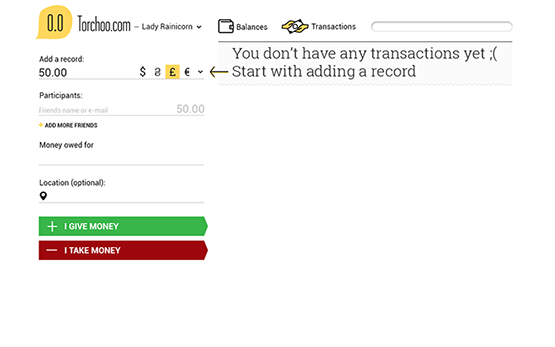 0.0 Torchoo.com – Lady Rainicorn Balances Transactions
You don't have any transactions yet ;(
Start with adding a record
Add a record:
50.00 $ ₴ £ €
Participants:
Friends name or e-mail 50.00
+ ADD MORE FRIENDS
Money owed for
Location (optional):
+ I GIVE MONEY
— I TAKE MONEY